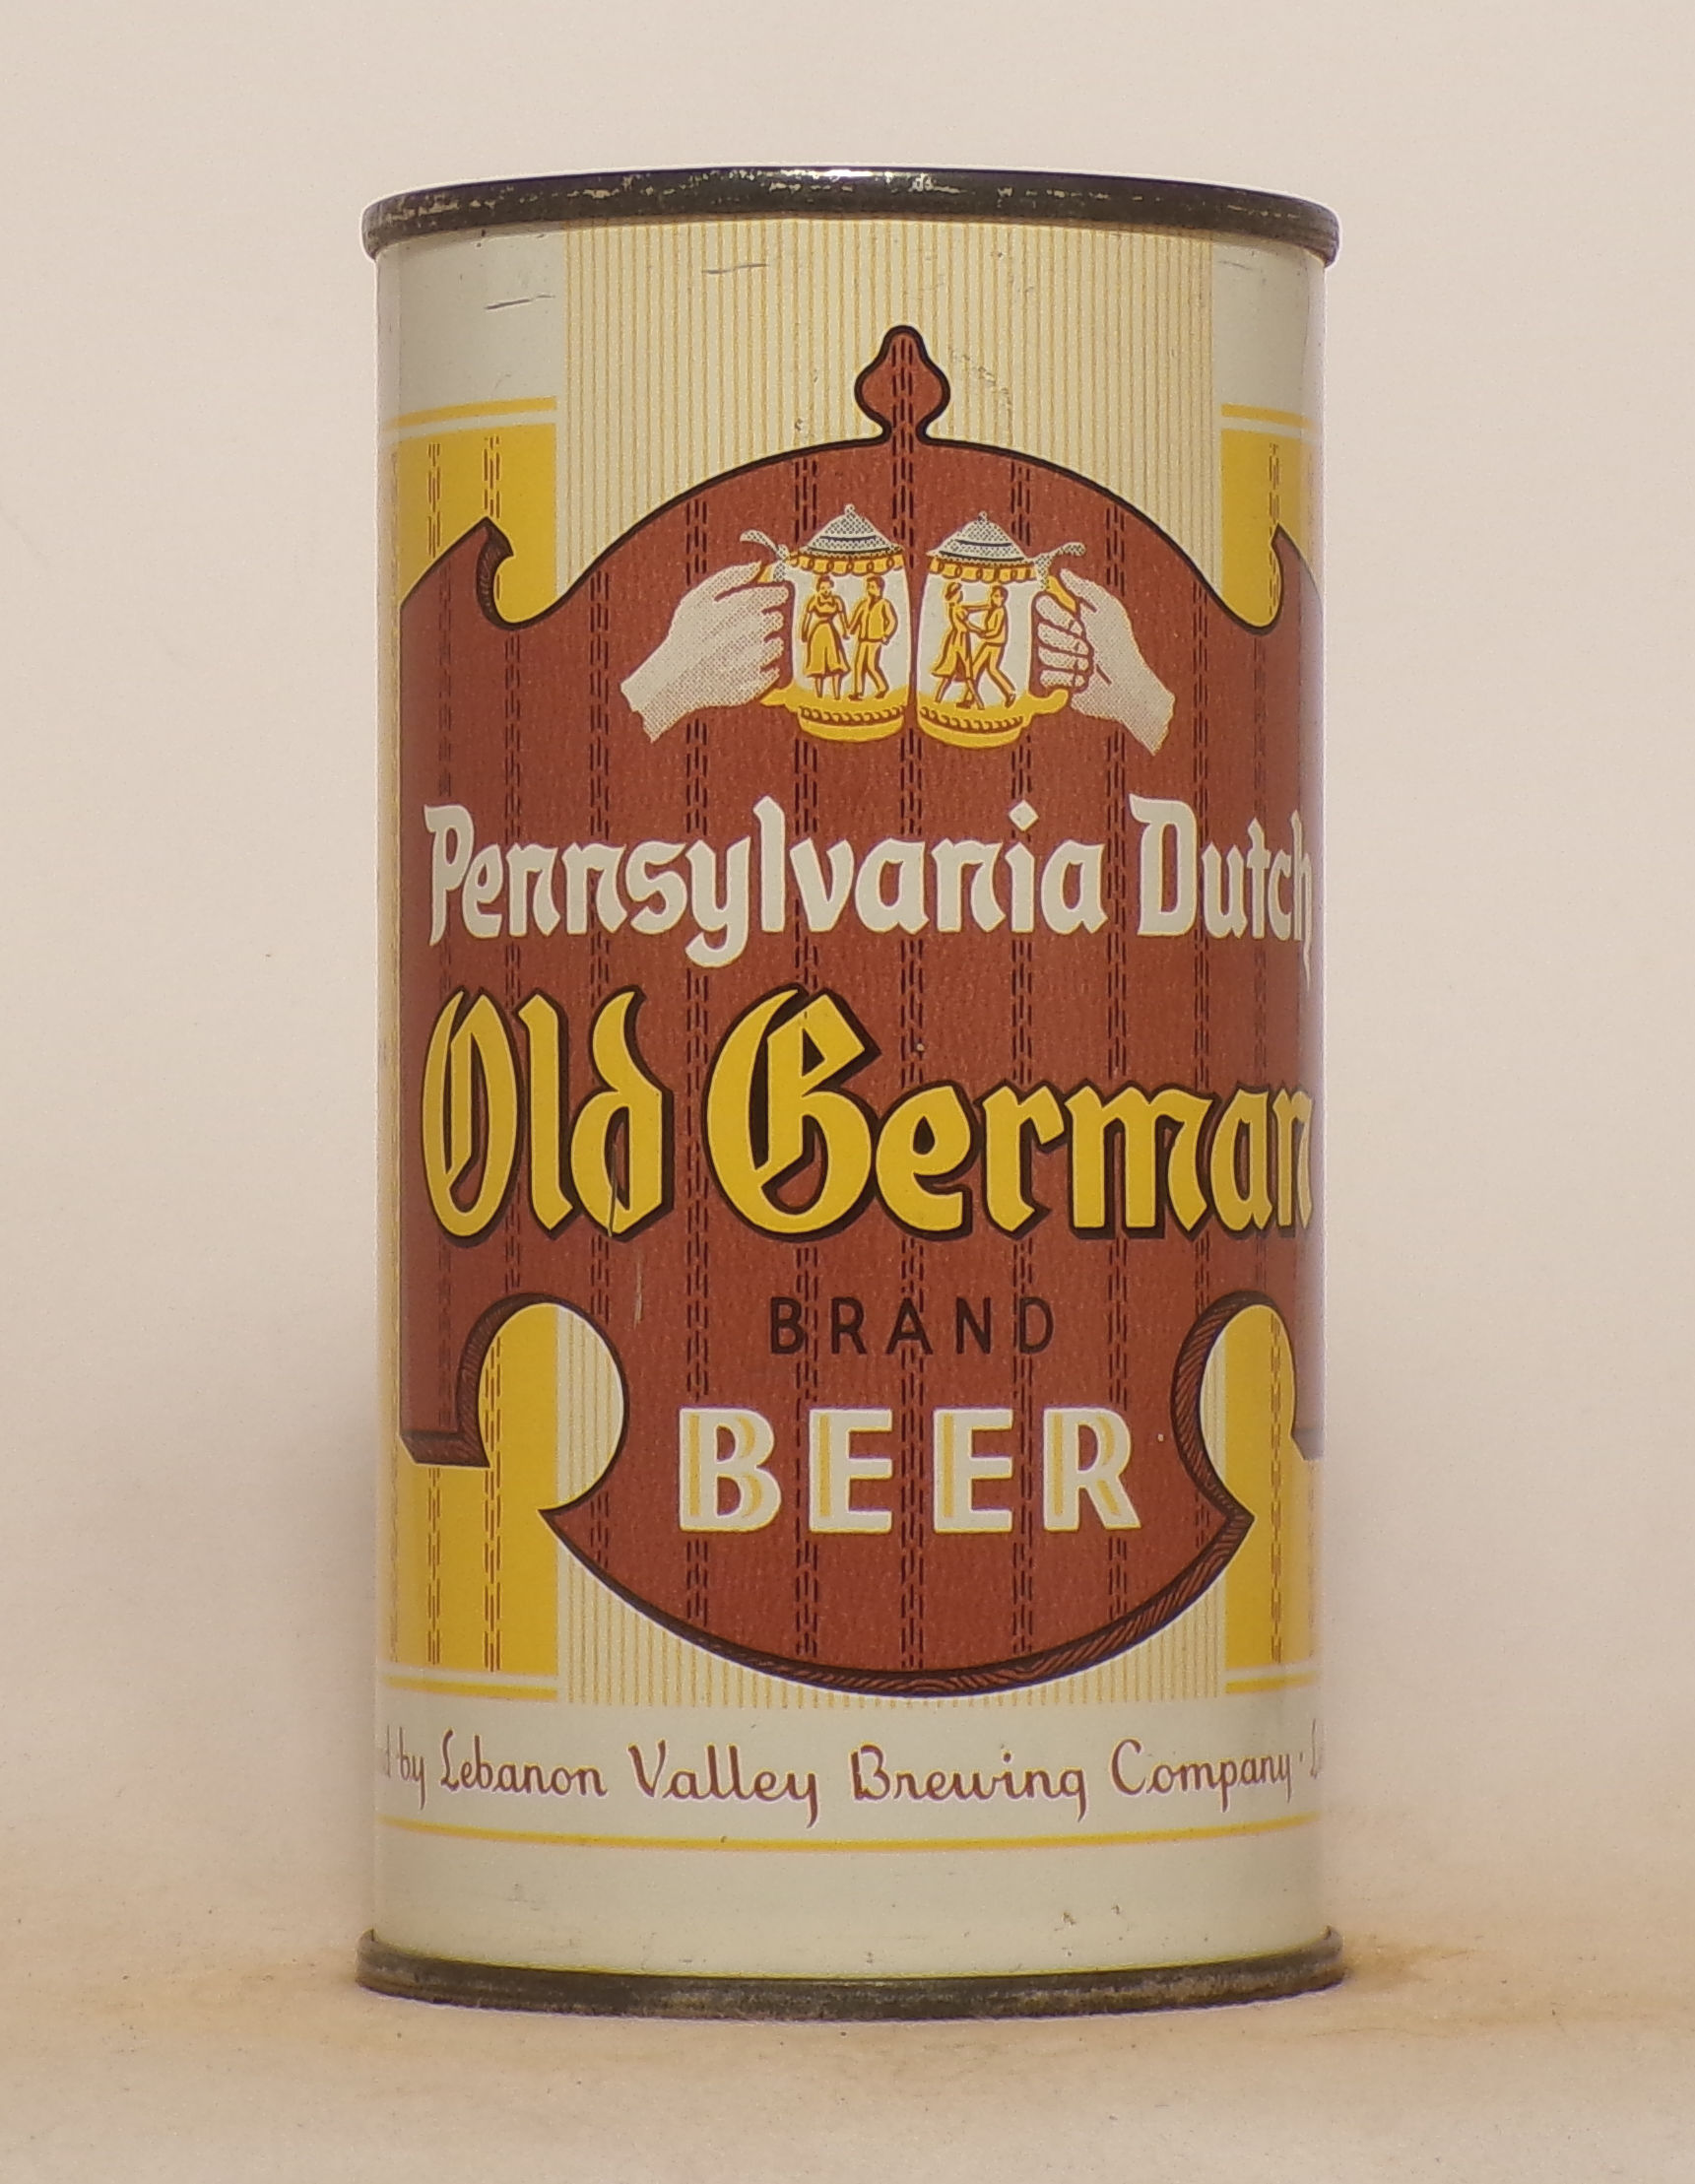 Pennsylvania Dutch
Old German
BRAND
BEER
by Lebanon Valley Brewing Company ·